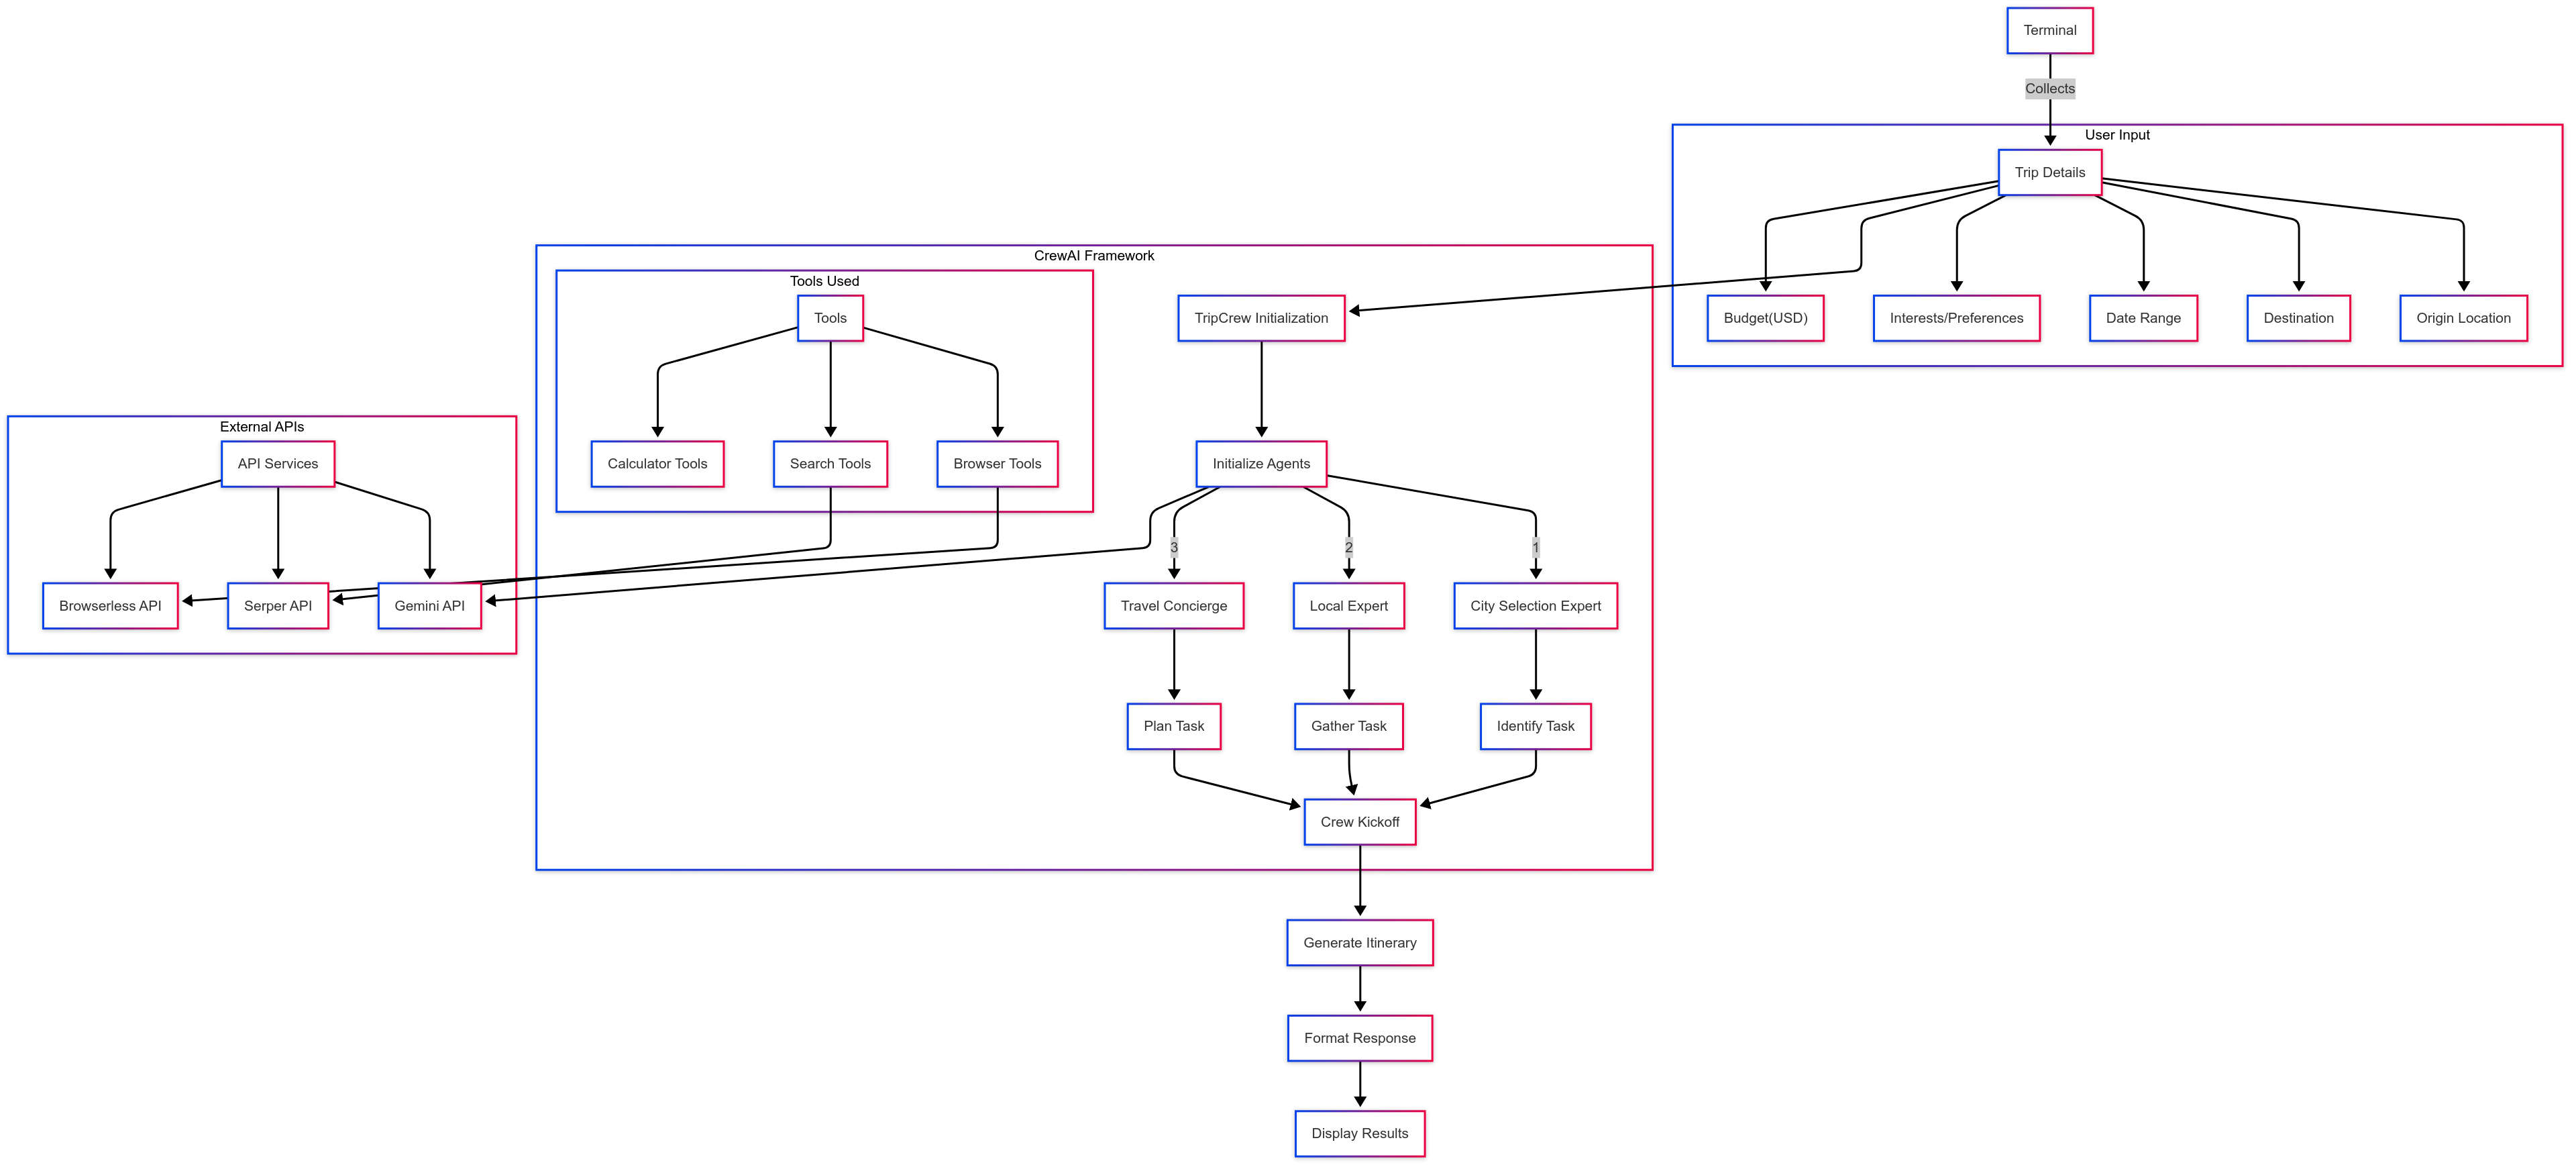 Terminal
Collects
User Input
Trip Details
Budget(USD)
Interests/Preferences
Date Range
Destination
Origin Location
CrewAI Framework
Tools Used
Tools
TripCrew Initialization
Calculator Tools
Search Tools
Browser Tools
Initialize Agents
External APIs
API Services
Browserless API
Serper API
Gemini API
3
2
1
Travel Concierge
Local Expert
City Selection Expert
Plan Task
Gather Task
Identify Task
Crew Kickoff
Generate Itinerary
Format Response
Display Results